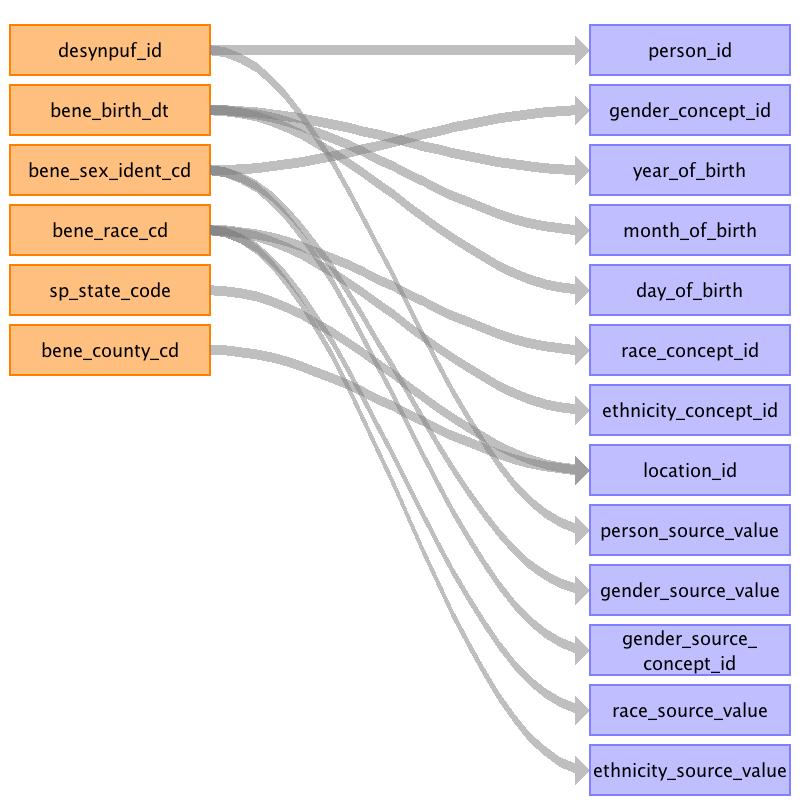 desynpuf_id
bene_birth_dt
bene_sex_ident_cd
bene_race_cd
sp_state_code
bene_county_cd
person_id
gender_concept_id
year_of_birth
month_of_birth
day_of_birth
race_concept_id
ethnicity_concept_id
location_id
person_source_value
gender_source_value
gender_source_
concept_id
race_source_value
ethnicity_source_value